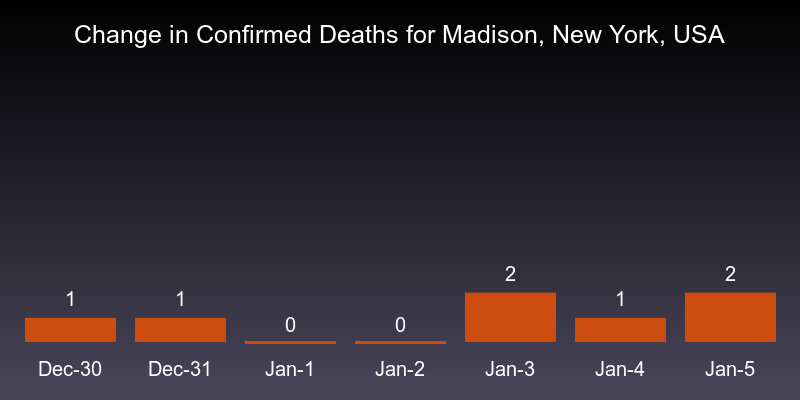 Change in Confirmed Deaths for Madison, New York, USA
1 1 0 0 2 1 2
Dec-30 Dec-31 Jan-1 Jan-2 Jan-3 Jan-4 Jan-5